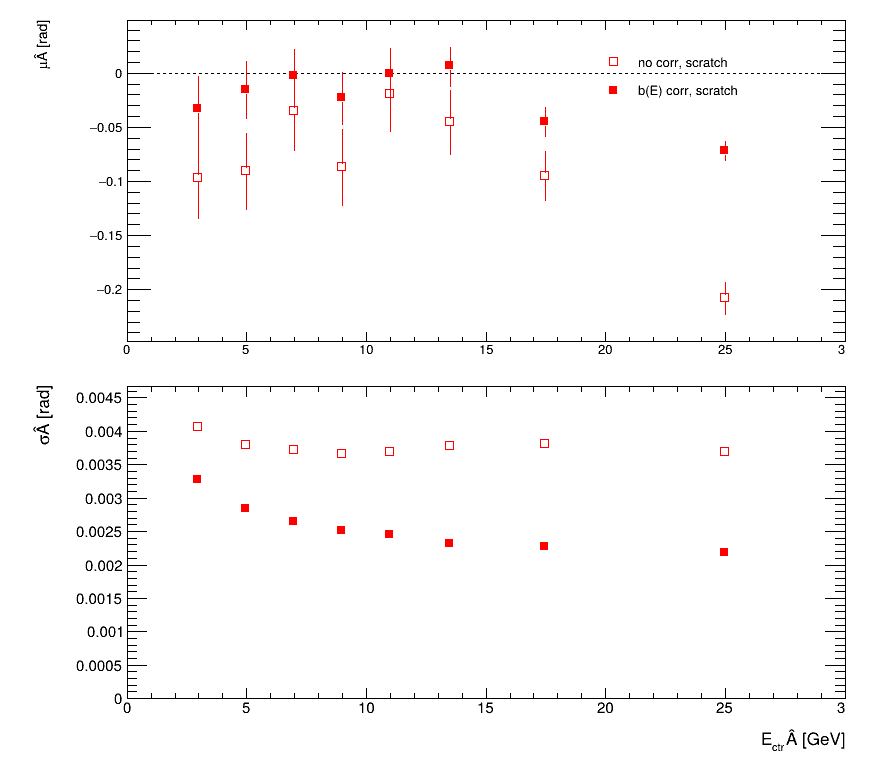 μÂ [rad]
no corr, scratch
b(E) corr, scratch
0
−0.05
−0.1
−0.15
−0.2
0 5 10 15 20 25 3
σÂ [rad]
0.0045
0.004
0.0035
0.003
0.0025
0.002
0.0015
0.001
0.0005
0
0 5 10 15 20 25 3
E_ctr Â [GeV]